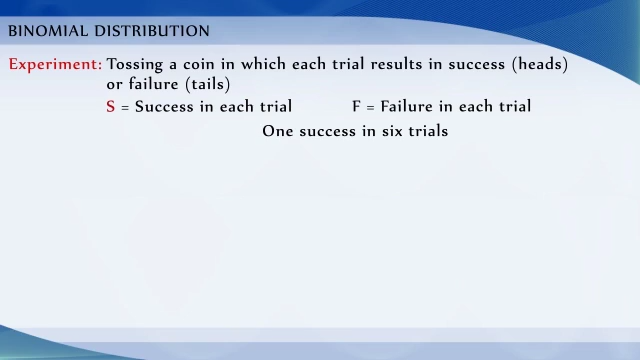 BINOMIAL DISTRIBUTION
Experiment: Tossing a coin in which each trial results in success (heads)
or failure (tails)
S = Success in each trial F = Failure in each trial
One success in six trials